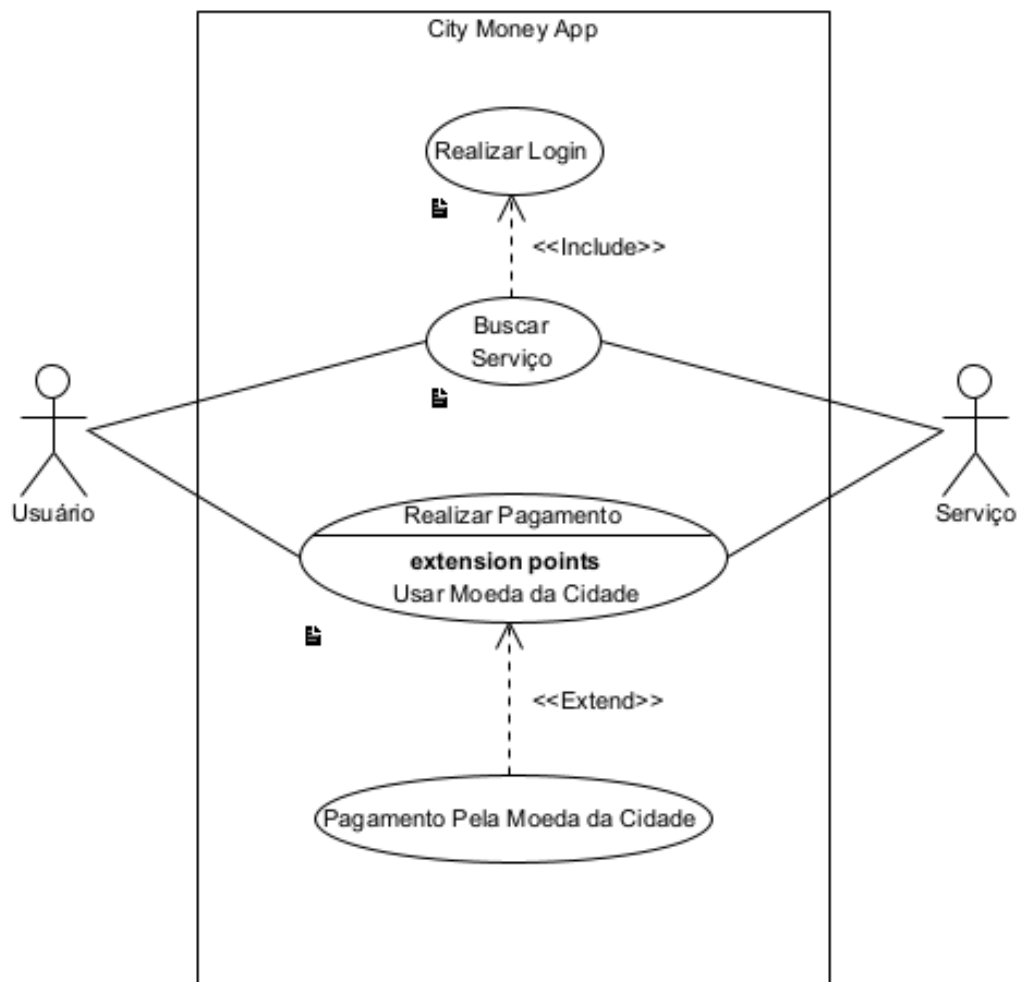 City Money App
Realizar Login
<<Include>>
Buscar
Serviço
Usuário
Serviço
Realizar Pagamento
extension points
Usar Moeda da Cidade
<<Extend>>
Pagamento Pela Moeda da Cidade